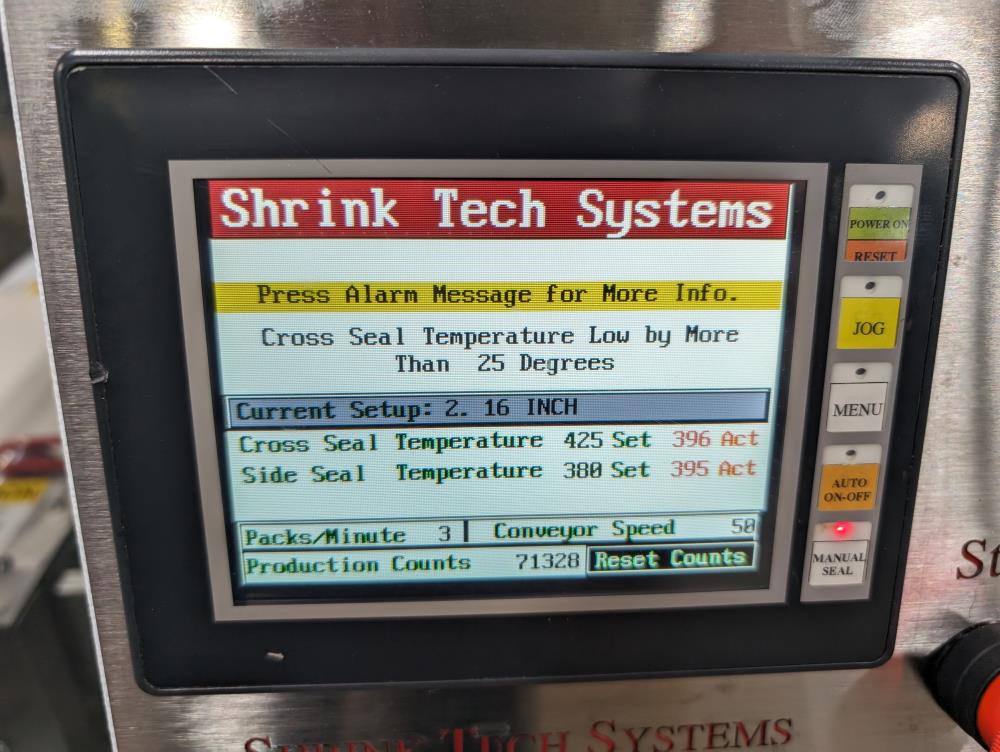 Shrink Tech Systems
Press Alarm Message for More Info.
Cross Seal Temperature Low by More
Than 25 Degrees
Current Setup: 2. 16 INCH
Cross Seal Temperature 425 Set 396 Act
Side Seal Temperature 380 Set 395 Act
Packs/Minute 3 Conveyor Speed 50
Production Counts 71328 Reset Counts
POWER ON
RESET
JOG
MENU
AUTO
ON-OFF
MANUAL
SEAL
St
SHRINK TECH SYSTEMS